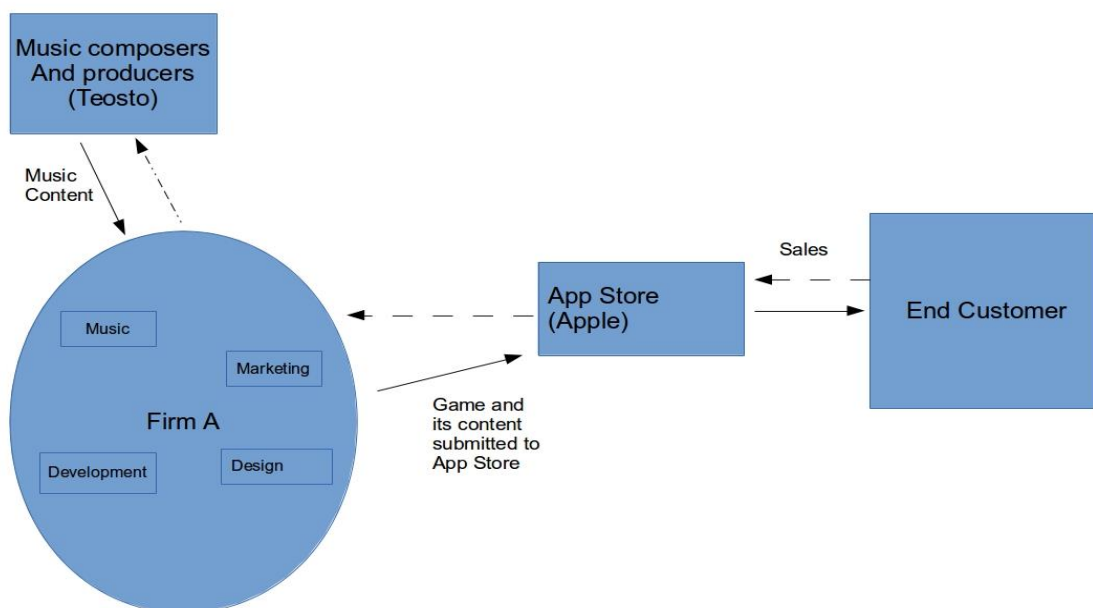 Music composers
And producers
(Teosto)
Music
Content
Music
Marketing
Firm A
Development
Design
Game and
its content
submitted to
App Store
App Store
(Apple)
Sales
End Customer